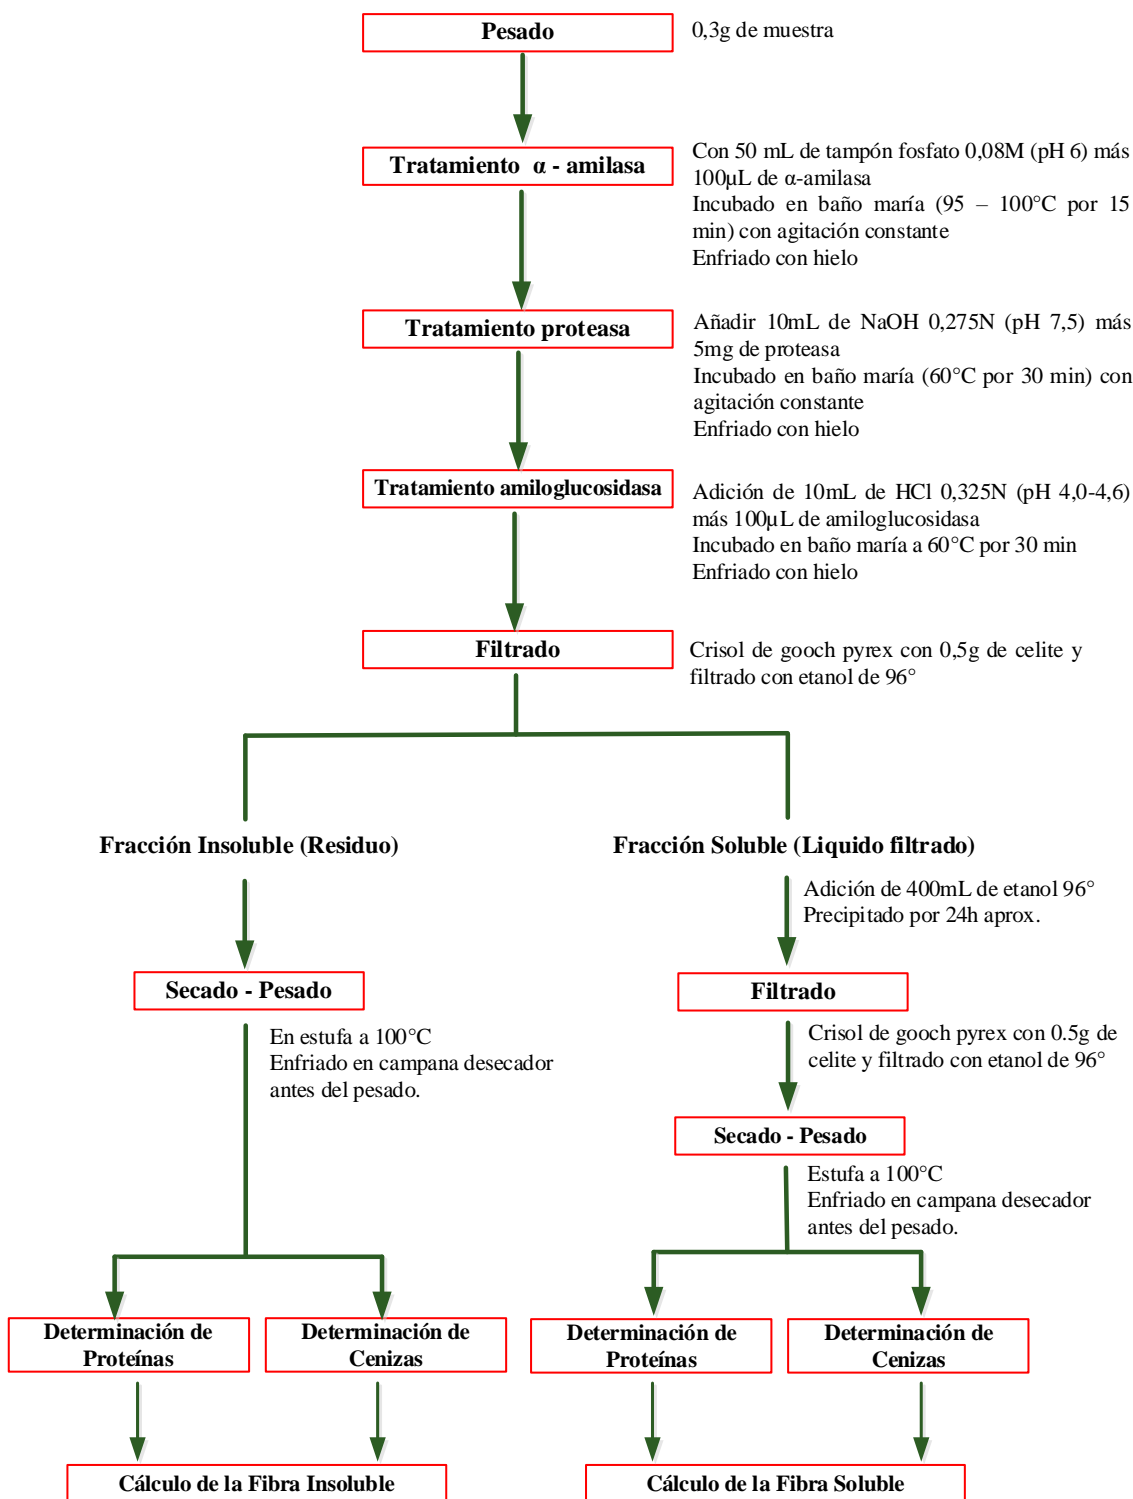 Pesado
0,3g de muestra
Tratamiento α - amilasa
Con 50 mL de tampón fosfato 0,08M (pH 6) más
100µL de α-amilasa
Incubado en baño maría (95 – 100°C por 15
min) con agitación constante
Enfriado con hielo
Tratamiento proteasa
Añadir 10mL de NaOH 0,275N (pH 7,5) más
5mg de proteasa
Incubado en baño maría (60°C por 30 min) con
agitación constante
Enfriado con hielo
Tratamiento amiloglucosidasa
Adición de 10mL de HCl 0,325N (pH 4,0-4,6)
más 100µL de amiloglucosidasa
Incubado en baño maría a 60°C por 30 min
Enfriado con hielo
Filtrado
Crisol de gooch pyrex con 0,5g de celite y
filtrado con etanol de 96°
Fracción Insoluble (Residuo)
Secado - Pesado
En estufa a 100°C
Enfriado en campana desecador
antes del pesado.
Determinación de
Proteínas
Determinación de
Cenizas
Cálculo de la Fibra Insoluble
Fracción Soluble (Liquido filtrado)
Adición de 400mL de etanol 96°
Precipitado por 24h aprox.
Filtrado
Crisol de gooch pyrex con 0.5g de
celite y filtrado con etanol de 96°
Secado - Pesado
Estufa a 100°C
Enfriado en campana desecador
antes del pesado.
Determinación de
Proteínas
Determinación de
Cenizas
Cálculo de la Fibra Soluble